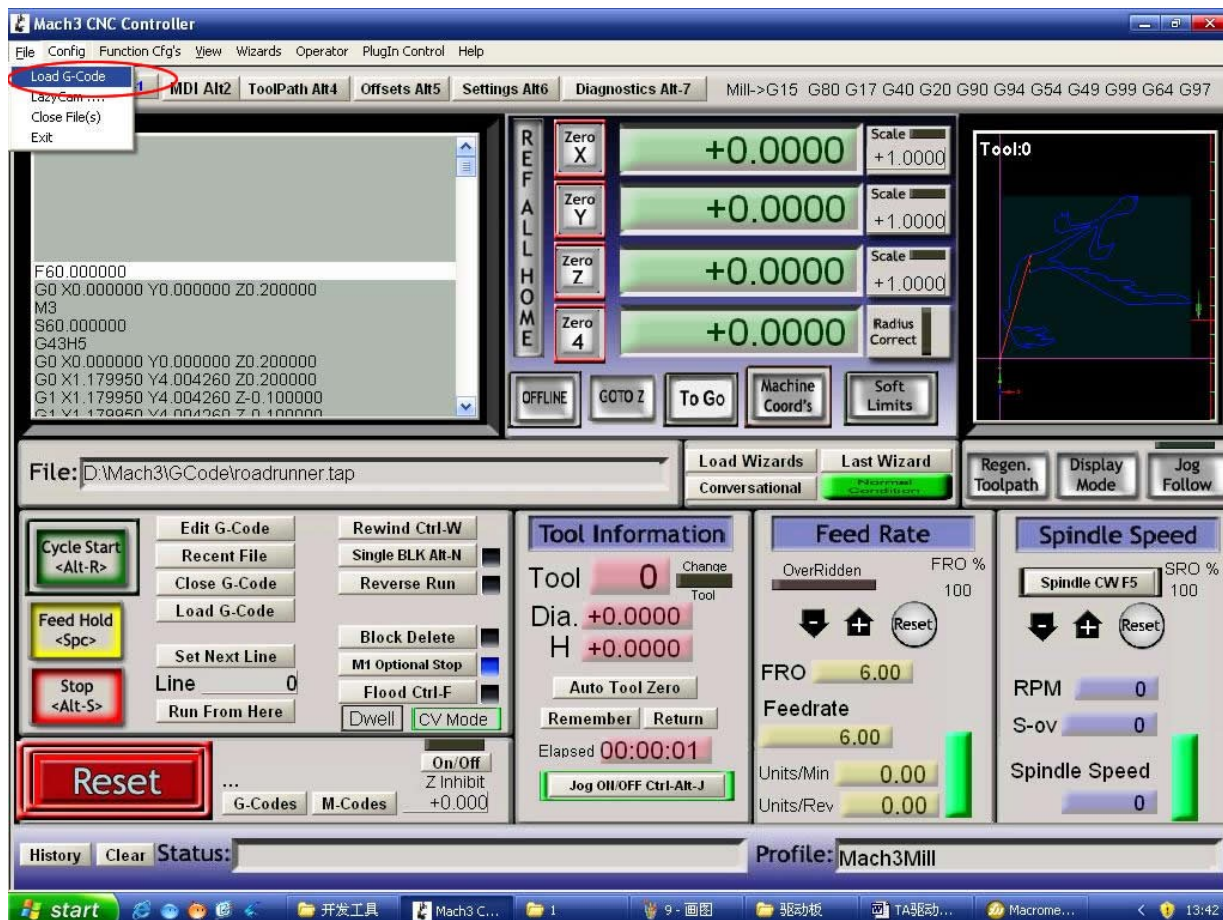 Mach3 CNC Controller
File Config Function Cfg's View Wizards Operator PlugIn Control Help
Load G-Code
LazyCam ....
Close File(s)
Exit
1 MDI Alt2 ToolPath Alt4 Offsets Alt5 Settings Alt6 Diagnostics Alt-7 Mill->G15 G80 G17 G40 G20 G90 G94 G54 G49 G99 G64 G97
F60.000000
G0 X0.000000 Y0.000000 Z0.200000
M3
S60.000000
G43H5
G0 X0.000000 Y0.000000 Z0.200000
G0 X1.179950 Y4.004260 Z0.200000
G1 X1.179950 Y4.004260 Z-0.100000
G1 X1.179950 Y4.004260 Z-0.100000
REF ALL HOME
Zero X +0.0000 Scale +1.0000
Zero Y +0.0000 Scale +1.0000
Zero Z +0.0000 Scale +1.0000
Zero 4 +0.0000 Radius Correct
OFFLINE GOTO Z To Go Machine Coord's Soft Limits
Tool:0
File: D:\Mach3\GCode\roadrunner.tap
Load Wizards Last Wizard
Conversational Normal Condition
Regen. Toolpath Display Mode Jog Follow
Cycle Start <Alt-R>
Feed Hold <Spc>
Stop <Alt-S>
Edit G-Code
Recent File
Close G-Code
Load G-Code
Set Next Line
Line 0
Run From Here
Rewind Ctrl-W
Single BLK Alt-N
Reverse Run
Block Delete
M1 Optional Stop
Flood Ctrl-F
Dwell CV Mode
Reset
...
G-Codes M-Codes
On/Off
Z Inhibit
+0.000
Tool Information
Tool 0 Change Tool
Dia. +0.0000
H +0.0000
Auto Tool Zero
Remember Return
Elapsed 00:00:01
Jog ON/OFF Ctrl-Alt-J
Feed Rate
OverRidden FRO %
100
Reset
FRO 6.00
Feedrate
6.00
Units/Min 0.00
Units/Rev 0.00
Spindle Speed
Spindle CW F5 SRO %
100
Reset
RPM 0
S-ov 0
Spindle Speed
0
History Clear Status:
Profile: Mach3Mill
start 开发工具 Mach3 C... 1 9 - 画图 驱动板 TA驱动... Macrome... 13:42